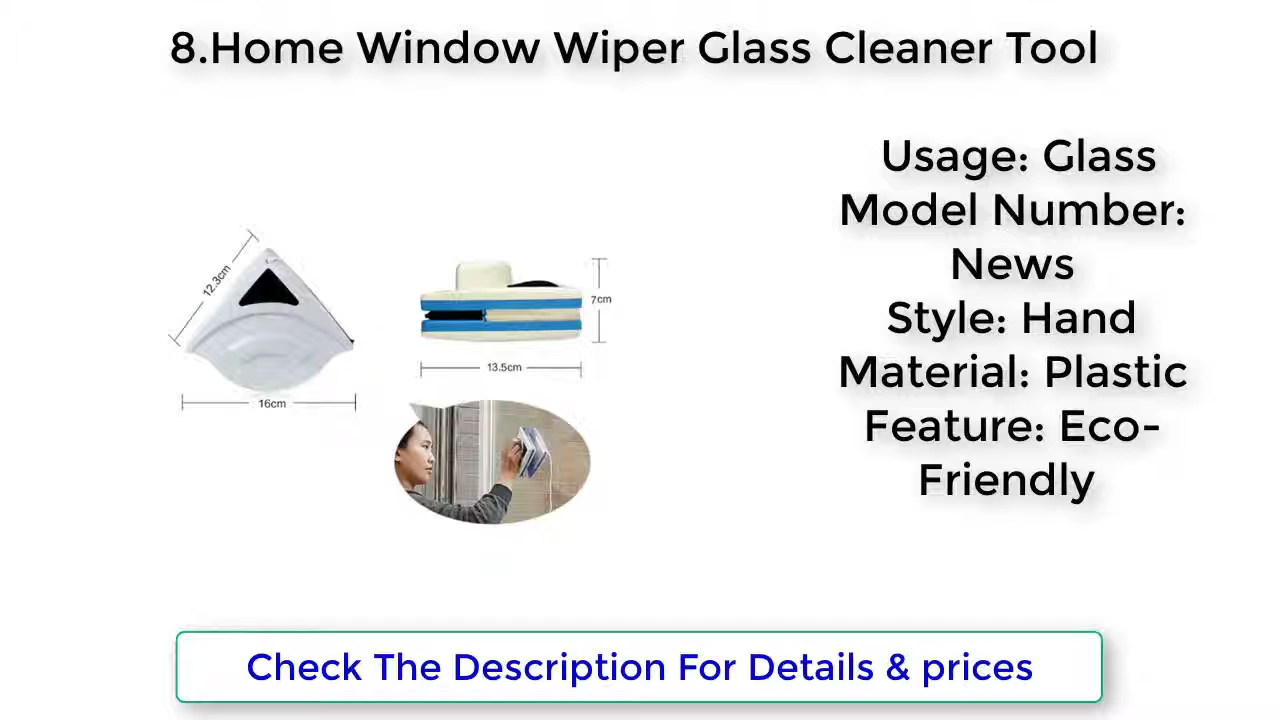 8.Home Window Wiper Glass Cleaner Tool
Usage: Glass
Model Number:
News
Style: Hand
Material: Plastic
Feature: Eco-
Friendly
12.3cm
16cm
7cm
13.5cm
Check The Description For Details & prices